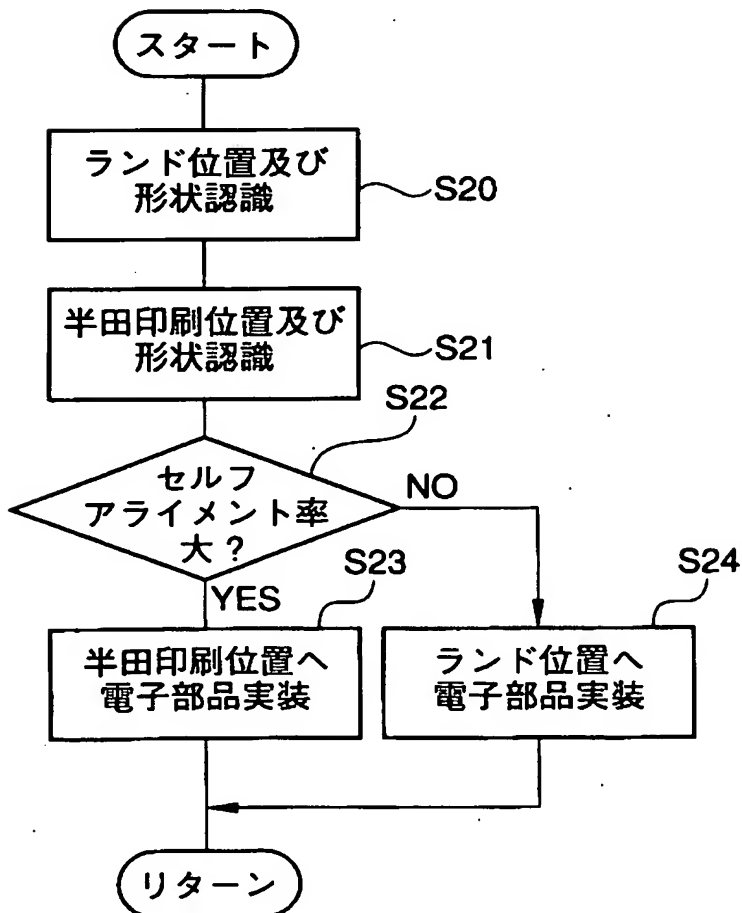 スタート
ランド位置及び
形状認識
S20
半田印刷位置及び
形状認識
S21
S22
セルフ
アライメント率
大？
NO
YES
S23
半田印刷位置へ
電子部品実装
S24
ランド位置へ
電子部品実装
リターン